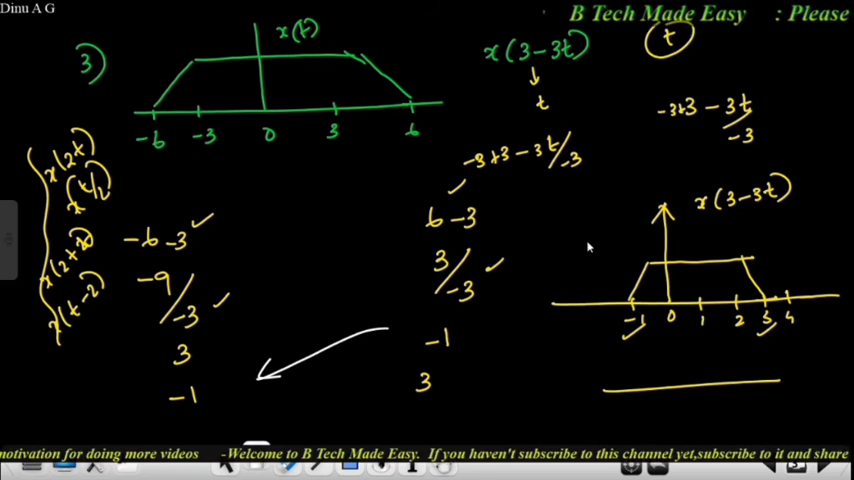 Dinu A G
B Tech Made Easy : Please
3)
x(t)
-6 -3 0 3 6
x(3-3t)
↓
t
t
-3+3-3t/-3
-3+3-3t
-3
x(2t)
x(t/2)
x(t-2)
-6-3 ✓
-9/-3 ✓
3
-1
✓
6-3
3/-3 ✓
-1
3
x(3-3t)
-1 0 1 2 3 4
motivation for doing more videos -Welcome to B Tech Made Easy. If you haven't subscribe to this channel yet,subscribe to it and share